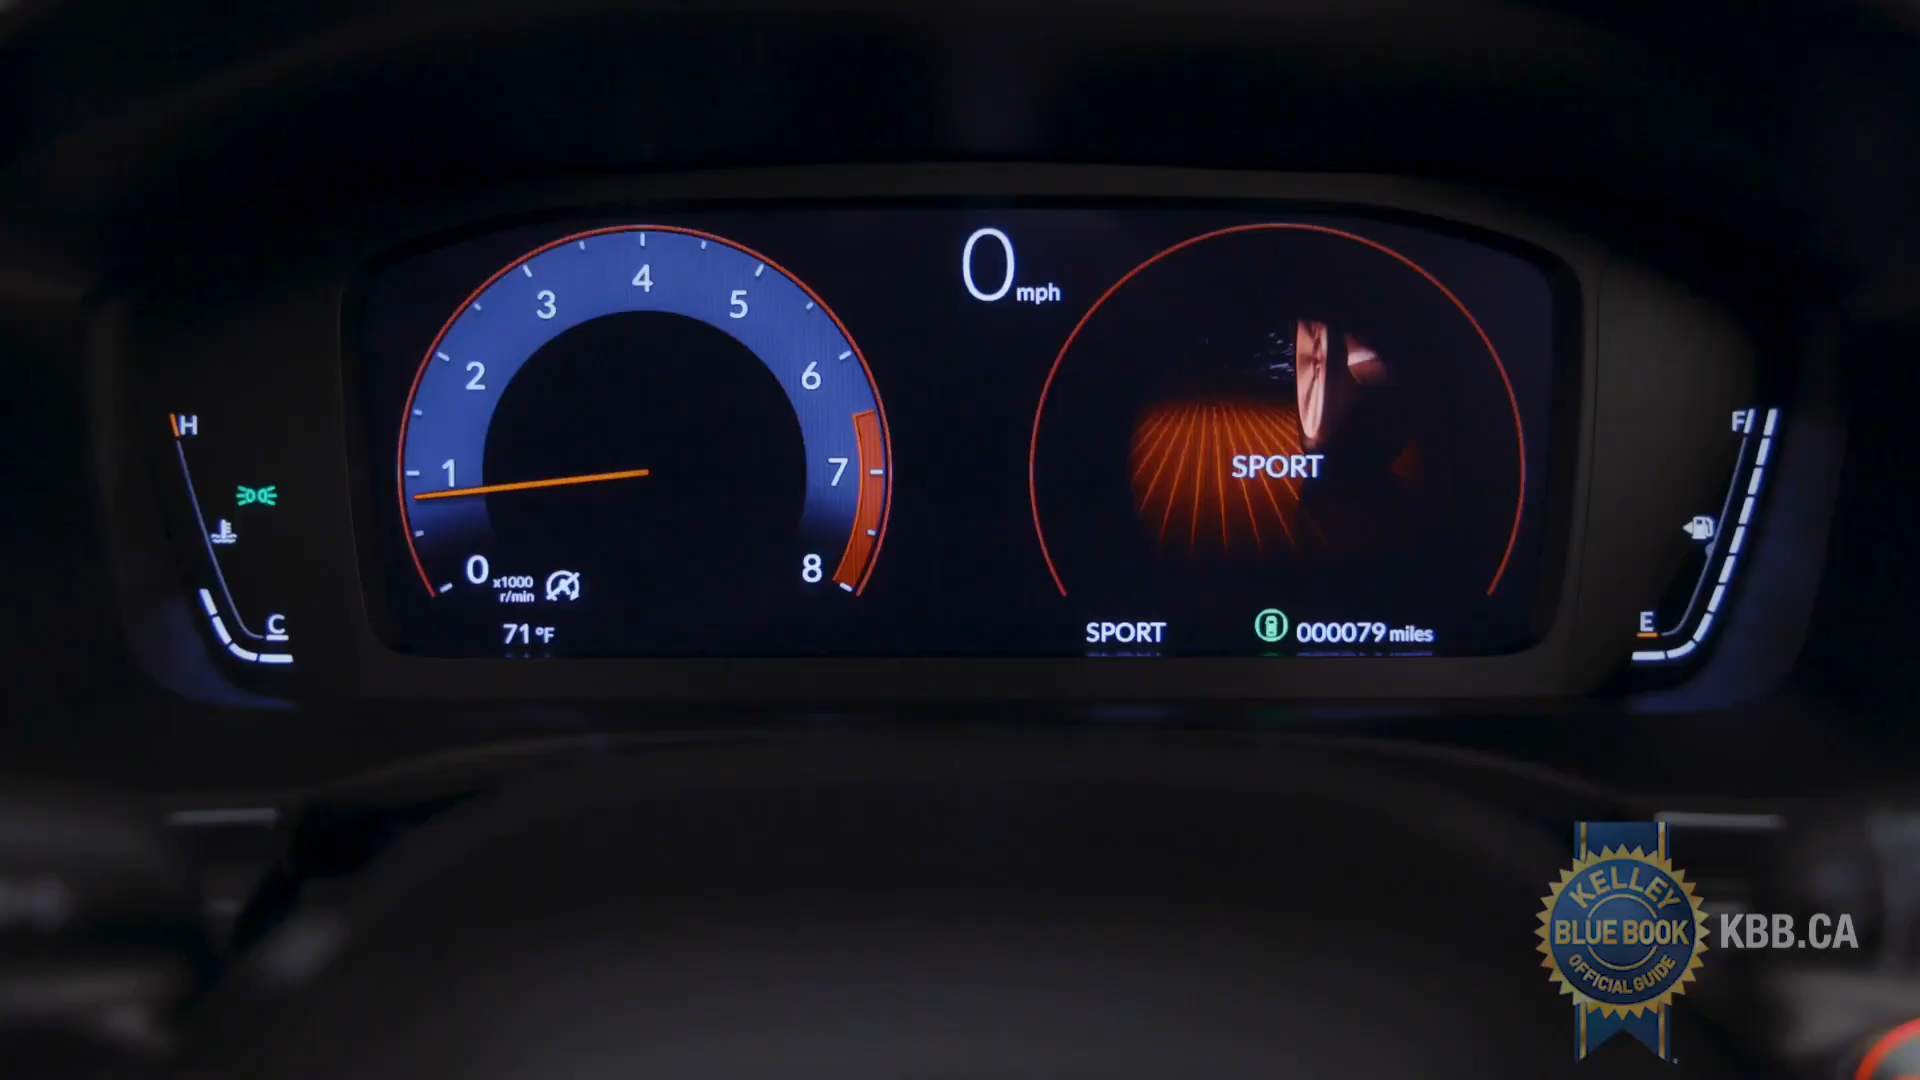 0 mph
0
1
2
3
4
5
6
7
8
x1000
r/min
71 °F
H
C
SPORT
SPORT
000079 miles
F
E
KELLEY
BLUE BOOK
OFFICIAL GUIDE
KBB.CA